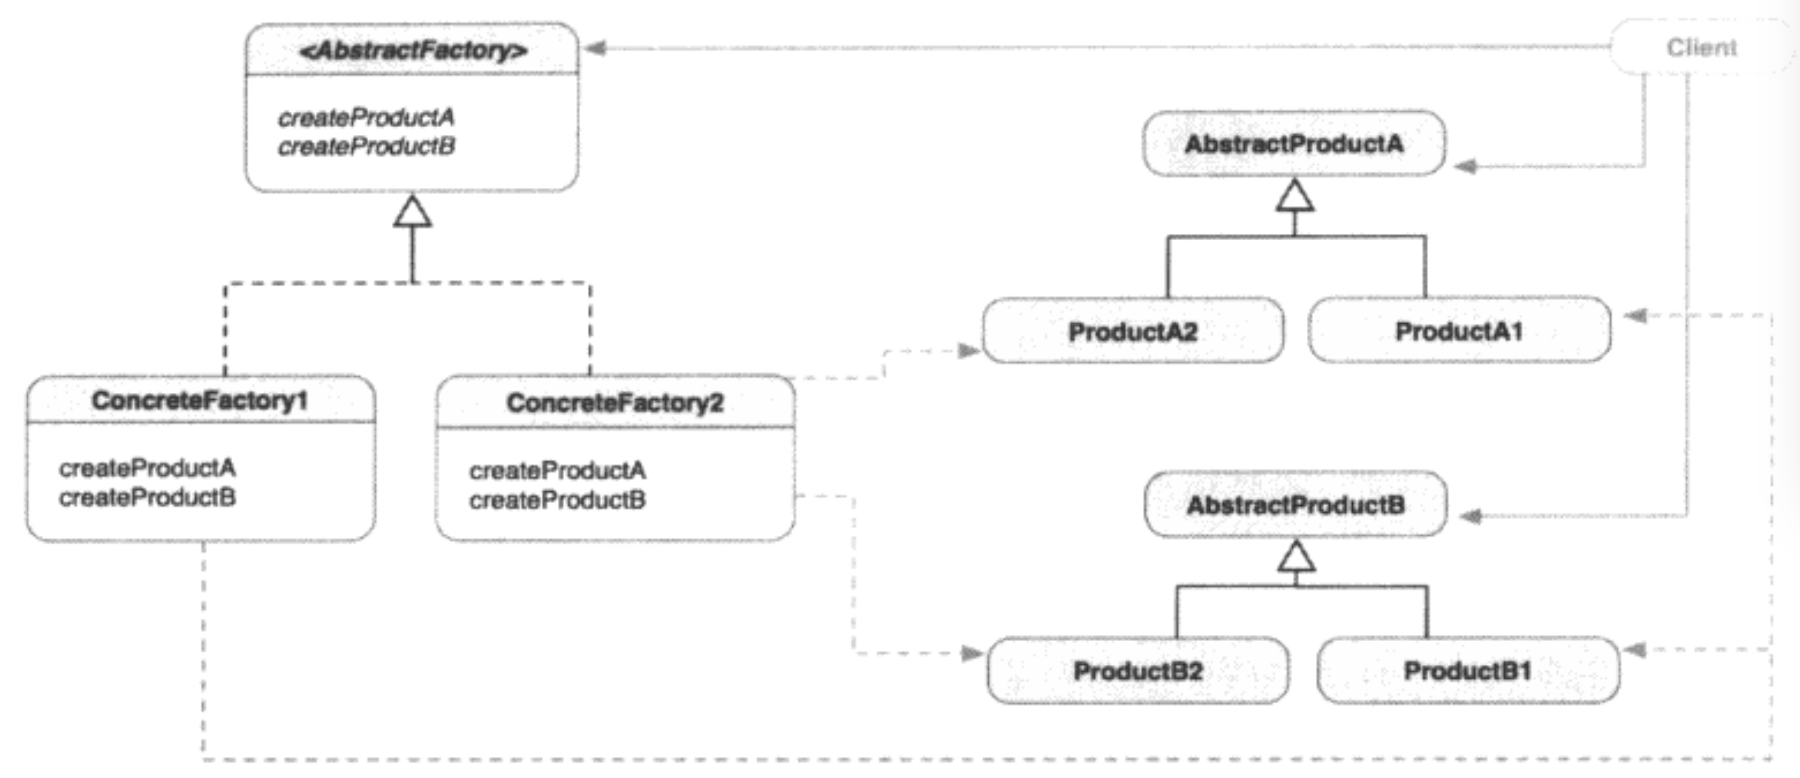 <AbstractFactory>
createProductA
createProductB
Client
AbstractProductA
ProductA2
ProductA1
ConcreteFactory1
createProductA
createProductB
ConcreteFactory2
createProductA
createProductB
AbstractProductB
ProductB2
ProductB1